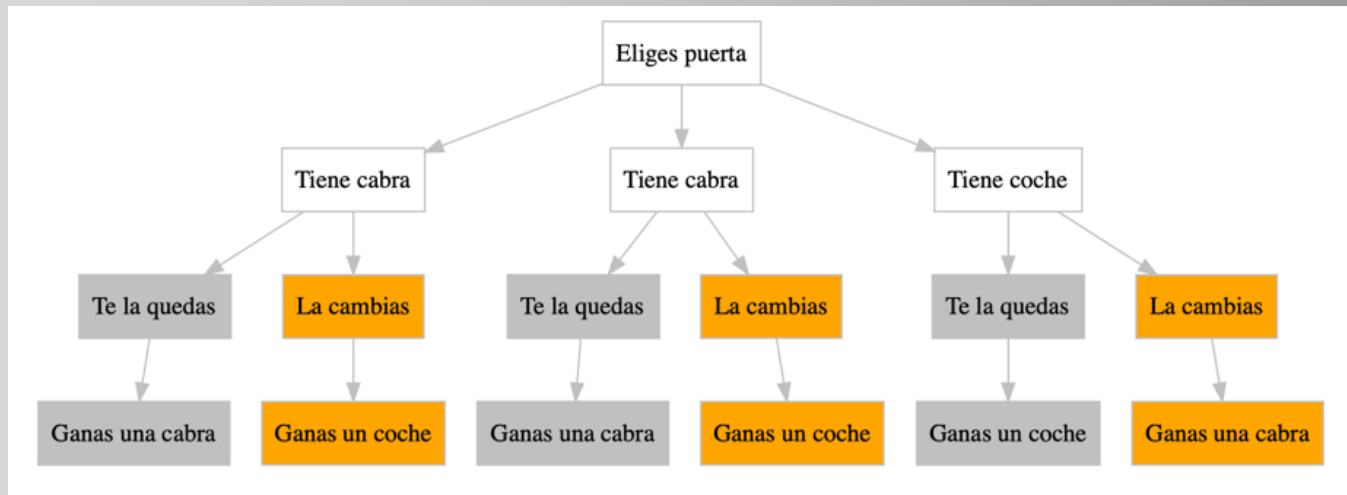 Eliges puerta
Tiene cabra
Tiene cabra
Tiene coche
Te la quedas
La cambias
Te la quedas
La cambias
Te la quedas
La cambias
Ganas una cabra
Ganas un coche
Ganas una cabra
Ganas un coche
Ganas un coche
Ganas una cabra